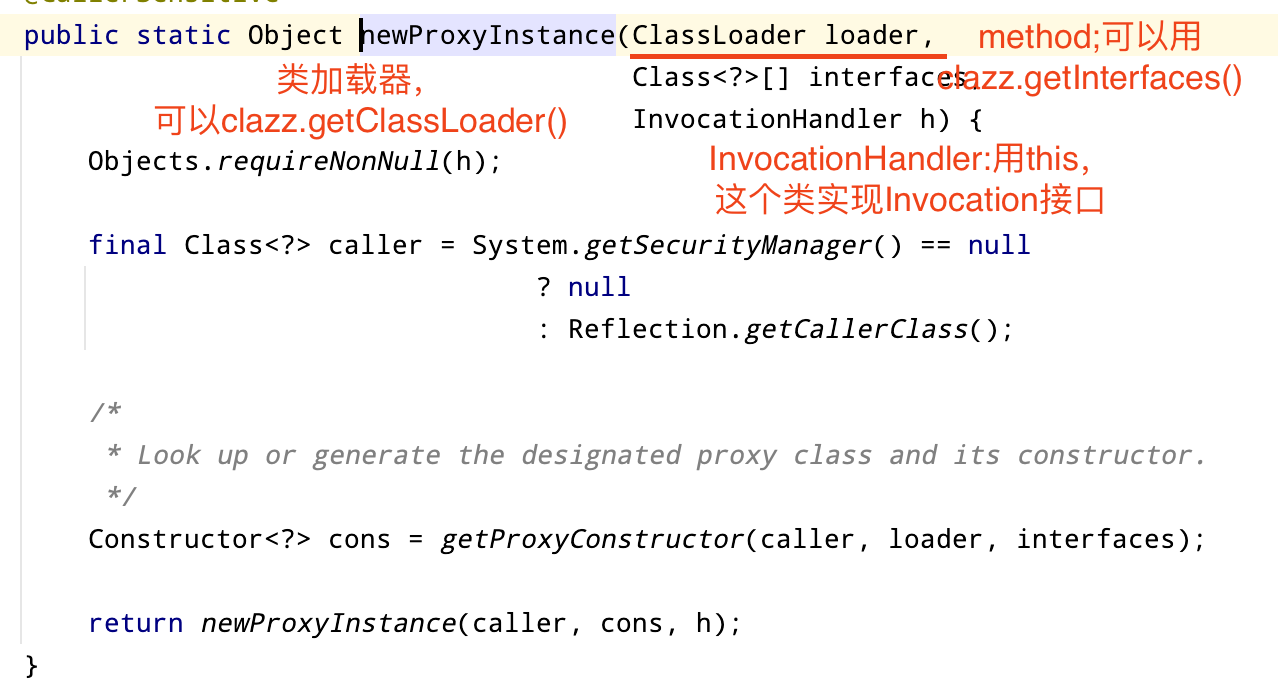 @CallerSensitive
public static Object newProxyInstance(ClassLoader loader,
method;可以用
类加载器，
Class<?>[] interfaces,
clazz.getInterfaces()
可以clazz.getClassLoader()
InvocationHandler h) {
Objects.requireNonNull(h);
InvocationHandler:用this，
这个类实现Invocation接口
final Class<?> caller = System.getSecurityManager() == null
? null
: Reflection.getCallerClass();
/*
* Look up or generate the designated proxy class and its constructor.
*/
Constructor<?> cons = getProxyConstructor(caller, loader, interfaces);
return newProxyInstance(caller, cons, h);
}